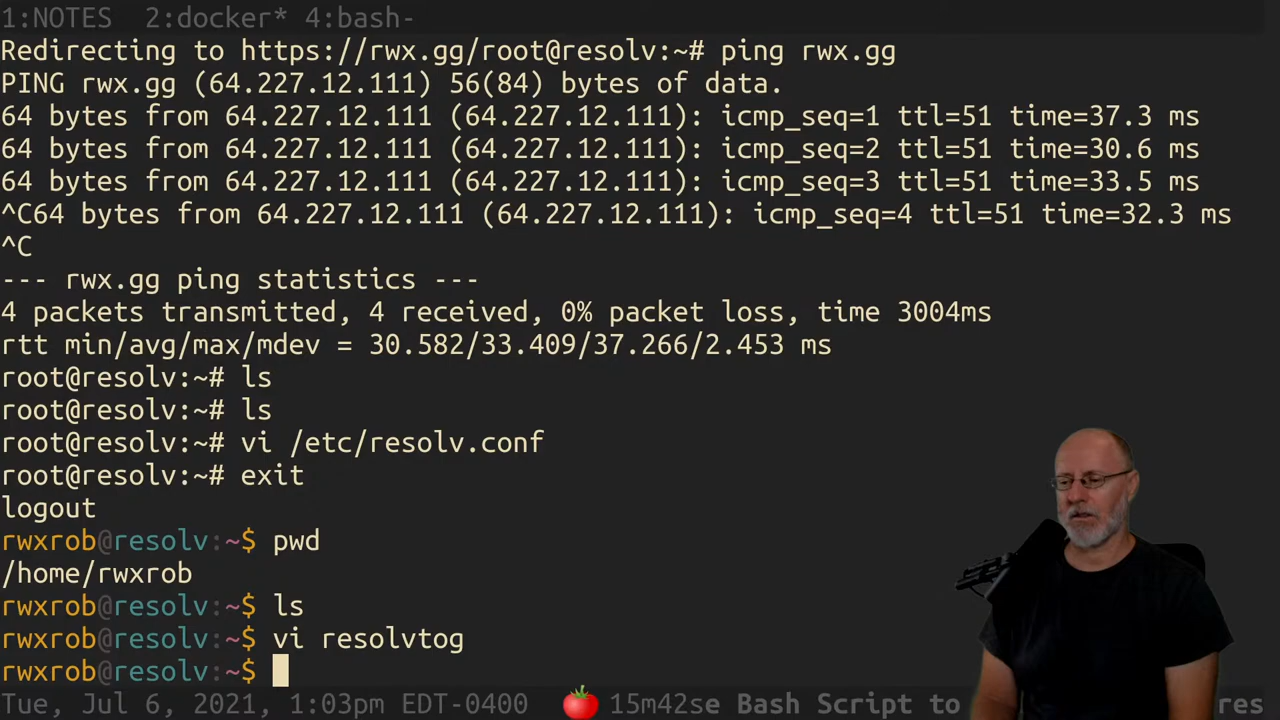 1:NOTES  2:docker* 4:bash-
Redirecting to https://rwx.gg/root@resolv:~# ping rwx.gg
PING rwx.gg (64.227.12.111) 56(84) bytes of data.
64 bytes from 64.227.12.111 (64.227.12.111): icmp_seq=1 ttl=51 time=37.3 ms
64 bytes from 64.227.12.111 (64.227.12.111): icmp_seq=2 ttl=51 time=30.6 ms
64 bytes from 64.227.12.111 (64.227.12.111): icmp_seq=3 ttl=51 time=33.5 ms
^C64 bytes from 64.227.12.111 (64.227.12.111): icmp_seq=4 ttl=51 time=32.3 ms
^C
--- rwx.gg ping statistics ---
4 packets transmitted, 4 received, 0% packet loss, time 3004ms
rtt min/avg/max/mdev = 30.582/33.409/37.266/2.453 ms
root@resolv:~# ls
root@resolv:~# ls
root@resolv:~# vi /etc/resolv.conf
root@resolv:~# exit
logout
rwxrob@resolv:~$ pwd
/home/rwxrob
rwxrob@resolv:~$ ls
rwxrob@resolv:~$ vi resolvtog
rwxrob@resolv:~$
Tue, Jul 6, 2021, 1:03pm EDT-0400  🍅 15m42se Bash Script to res